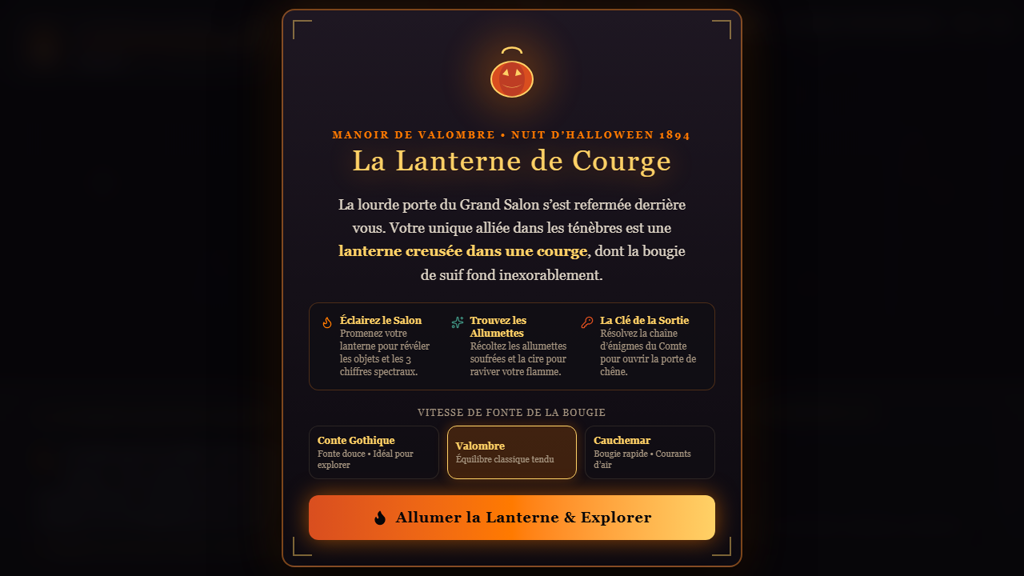 MANOIR DE VALOMBRE • NUIT D'HALLOWEEN 1894
La Lanterne de Courge
La lourde porte du Grand Salon s’est refermée derrière
vous. Votre unique alliée dans les ténèbres est une
lanterne creusée dans une courge, dont la bougie
de suif fond inexorablement.
Éclairez le Salon
Promenez votre
lanterne pour révéler
les objets et les 3
chiffres spectraux.
Trouvez les
Allumettes
Récoltez les allumettes
soufrées et la cire pour
raviver votre flamme.
La Clé de la Sortie
Résolvez la chaîne
d'énigmes du Comte
pour ouvrir la porte de
chêne.
VITESSE DE FONTE DE LA BOUGIE
Conte Gothique
Fonte douce • Idéal pour
explorer
Valombre
Équilibre classique tendu
Cauchemar
Bougie rapide • Courants
d'air
Allumer la Lanterne & Explorer